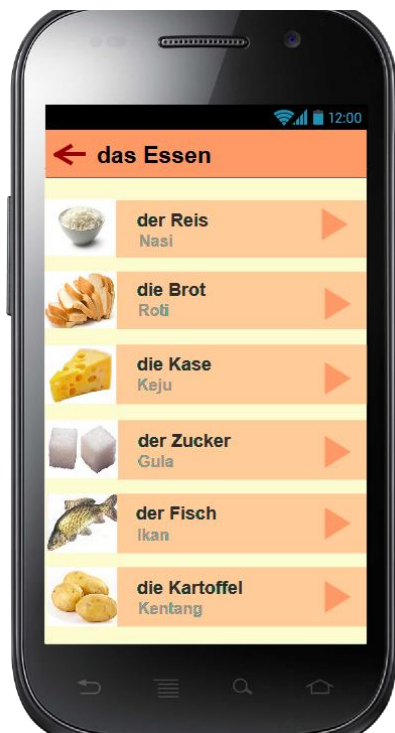 12:00
das Essen
der Reis
Nasi
die Brot
Roti
die Kase
Keju
der Zucker
Gula
der Fisch
Ikan
die Kartoffel
Kentang